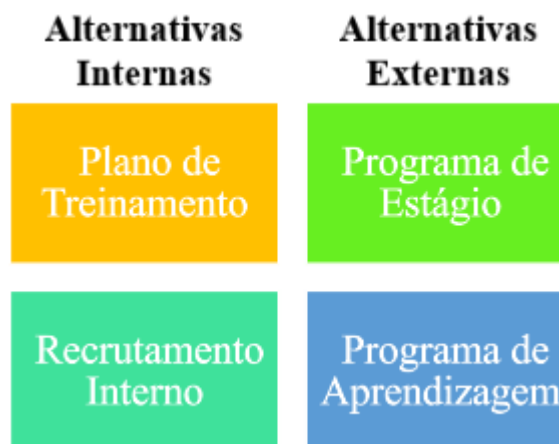 Alternativas
Internas
Alternativas
Externas
Plano de
Treinamento
Programa de
Estágio
Recrutamento
Interno
Programa de
Aprendizagem